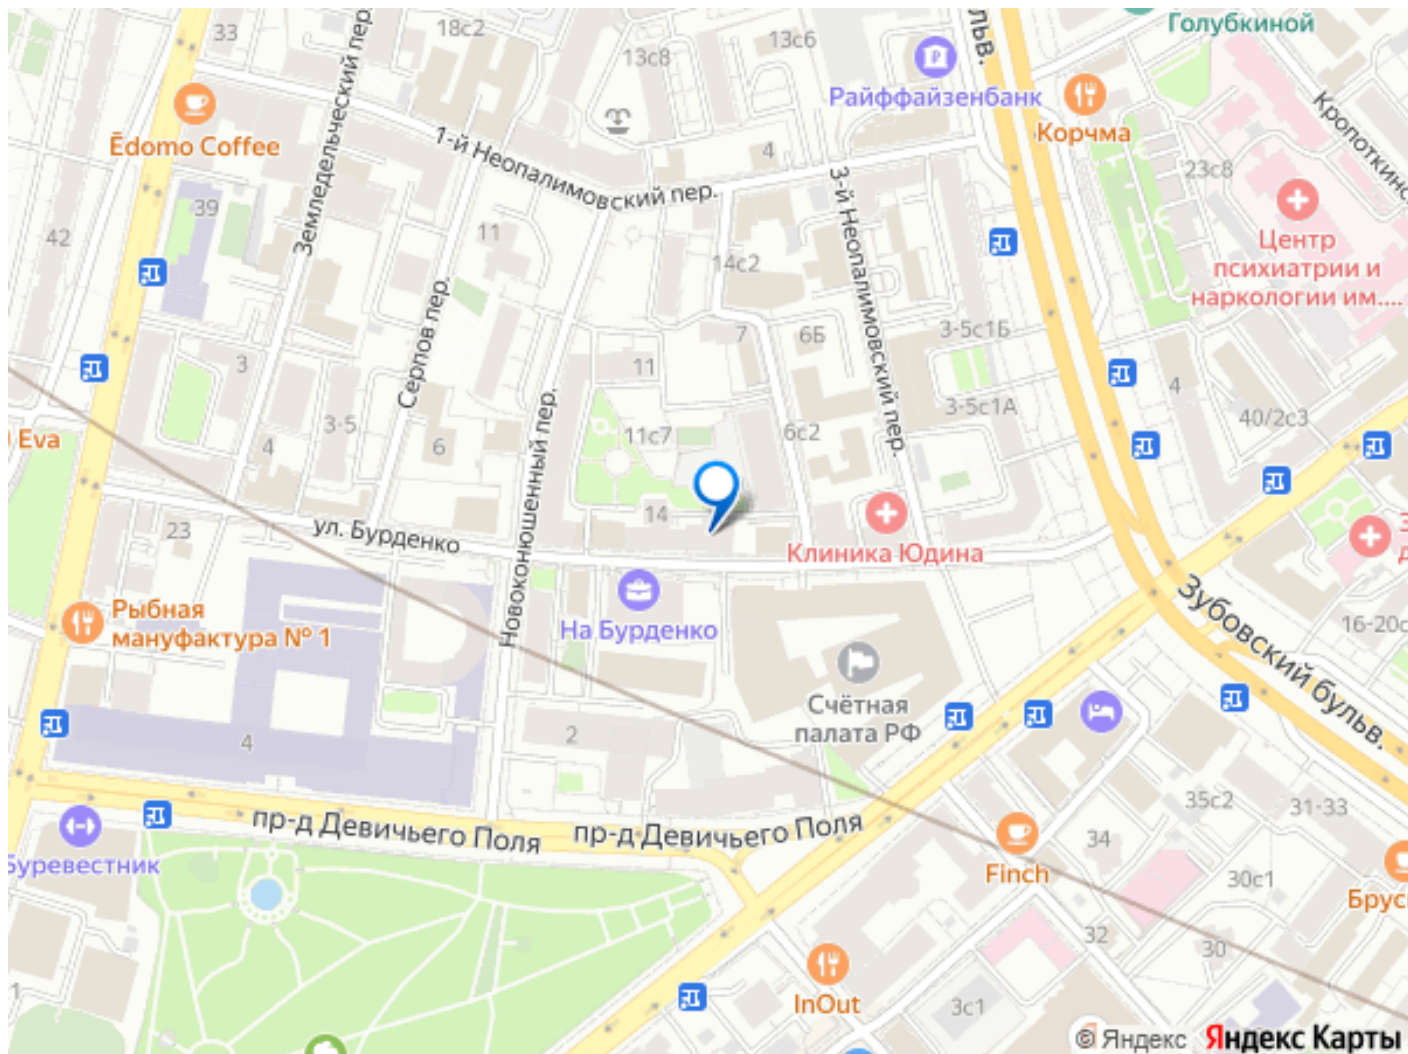 33
18с2
13с8
13с6
Голубкиной
Райффайзенбанк
Корчма
Ēdomo Coffee
Земледельческий пер.
1-й Неопалимовский пер.
4
3-й Неопалимовский пер.
23с8
39
42
11
14с2
Центр
психиатрии и
наркологии им....
Серпов пер.
7
6Б
3-5с1Б
3
11
4
3-5с1А
40/2с3
Eva
3-5
4
6
Новоконюшенный пер.
11с7
6с2
23
ул. Бурденко
14
Клиника Юдина
Рыбная
мануфактура № 1
4
На Бурденко
Зубовский бульв.
Счётная
палата РФ
2
4
пр-д Девичьего Поля
пр-д Девичьего Поля
35с2
31-33
34
Finch
30с1
32
30
InOut
3с1
© Яндекс Яндекс Карты